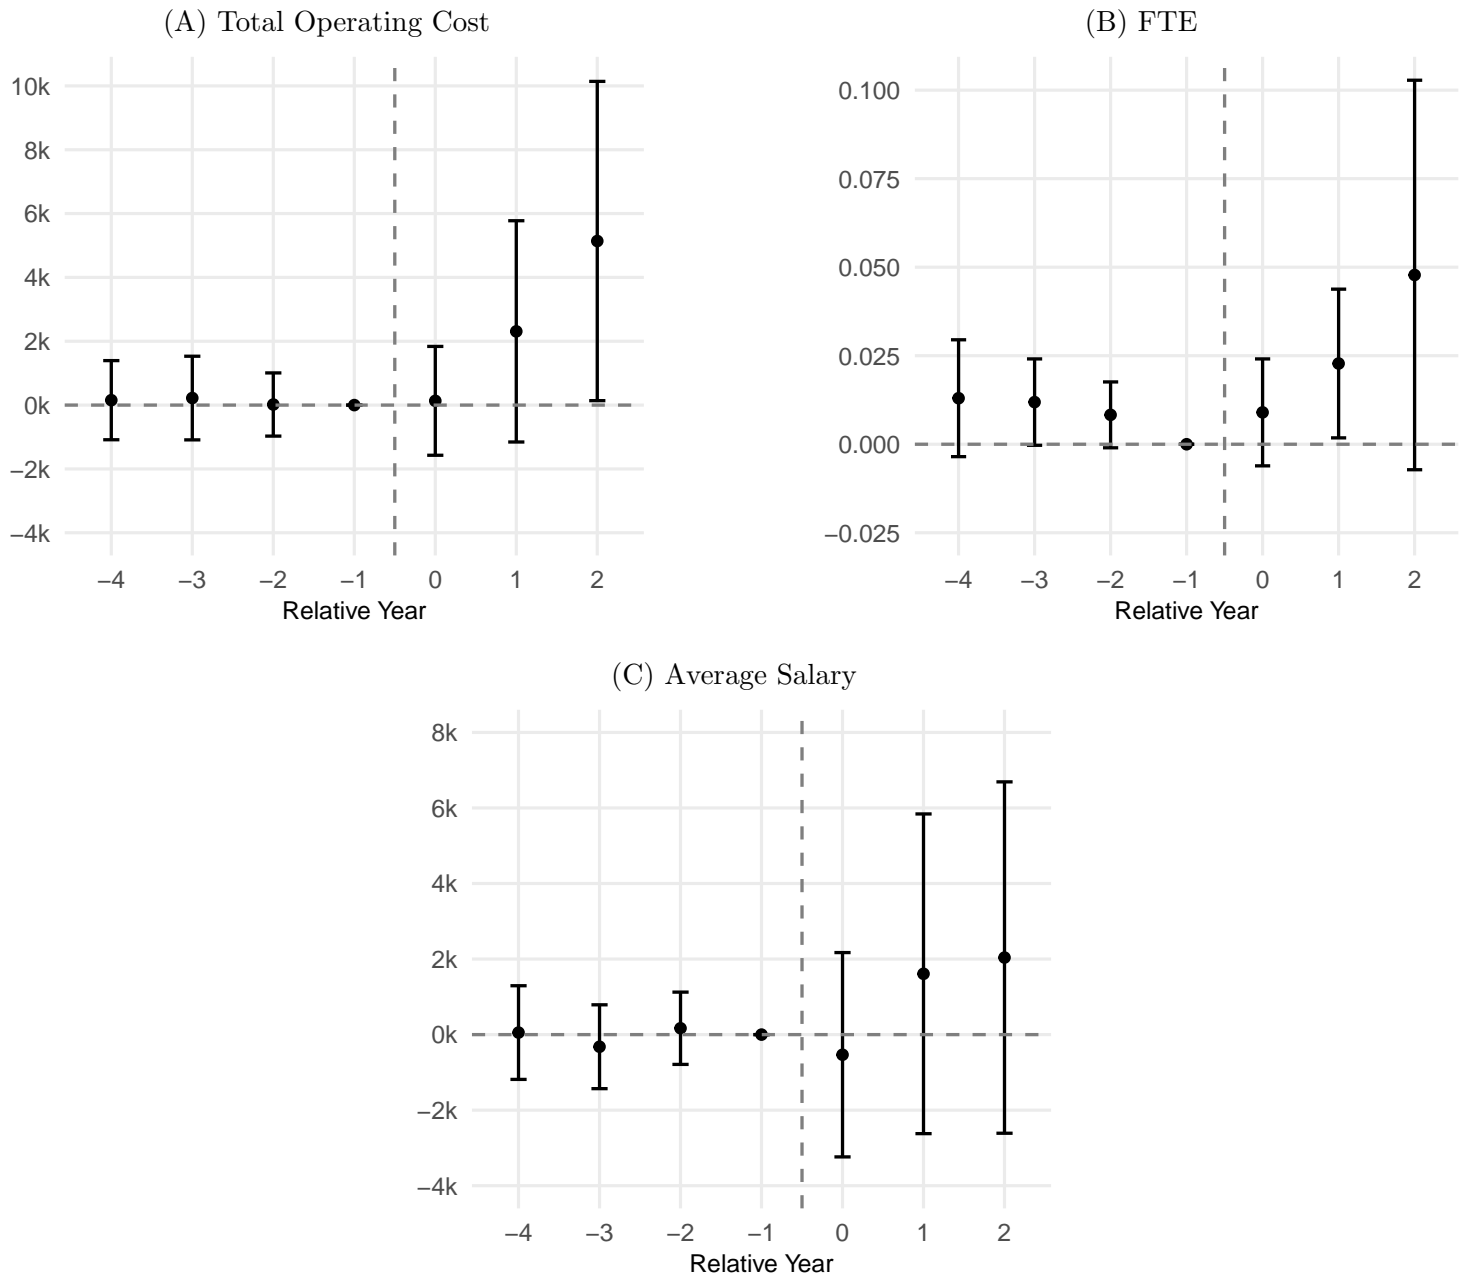 (A) Total Operating Cost
10k
8k
6k
4k
2k
0k
−2k
−4k
−4 −3 −2 −1 0 1 2
Relative Year
(B) FTE
0.100
0.075
0.050
0.025
0.000
−0.025
−4 −3 −2 −1 0 1 2
Relative Year
(C) Average Salary
8k
6k
4k
2k
0k
−2k
−4k
−4 −3 −2 −1 0 1 2
Relative Year